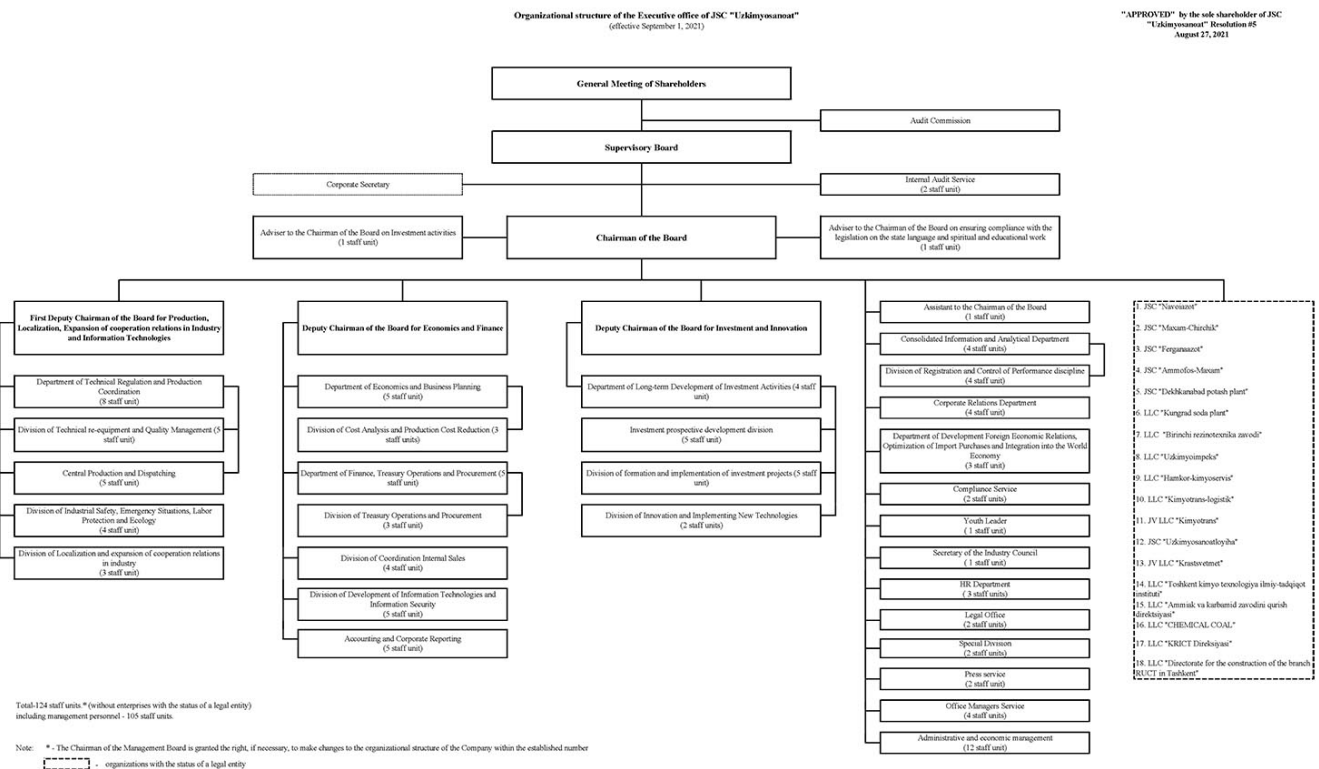 Organizational structure of the Executive office of JSC "Uzkimyosanoat"
(effective September 1, 2021)
"APPROVED" by the sole shareholder of JSC
"Uzkimyosanoat" Resolution #5
August 27, 2021
General Meeting of Shareholders
Audit Commission
Supervisory Board
Corporate Secretary
Internal Audit Service
(2 staff unit)
Adviser to the Chairman of the Board on Investment activities
(1 staff unit)
Chairman of the Board
Adviser to the Chairman of the Board on ensuring compliance with the
legislation on the state language and spiritual and educational work
(1 staff unit)
First Deputy Chairman of the Board for Production,
Localization, Expansion of cooperation relations in Industry
and Information Technologies
Department of Technical Regulation and Production
Coordination
(8 staff unit)
Division of Technical re-equipment and Quality Management (5
staff unit)
Central Production and Dispatching
(5 staff unit)
Division of Industrial Safety, Emergency Situations, Labor
Protection and Ecology
(4 staff unit)
Division of Localization and expansion of cooperation relations
in industry
(3 staff unit)
Deputy Chairman of the Board for Economics and Finance
Department of Economics and Business Planning
(5 staff unit)
Division of Cost Analysis and Production Cost Reduction (3
staff units)
Department of Finance, Treasury Operations and Procurement (5
staff unit)
Division of Treasury Operations and Procurement
(3 staff unit)
Division of Coordination Internal Sales
(4 staff unit)
Division of Development of Information Technologies and
Information Security
(5 staff unit)
Accounting and Corporate Reporting
(5 staff unit)
Deputy Chairman of the Board for Investment and Innovation
Department of Long-term Development of Investment Activities (4 staff
unit)
Investment prospective development division
(5 staff unit)
Division of formation and implementation of investment projects (5 staff
unit)
Division of Innovation and Implementing New Technologies
(2 staff units)
Assistant to the Chairman of the Board
(1 staff unit)
Consolidated Information and Analytical Department
(4 staff units)
Division of Registration and Control of Performance discipline
(4 staff unit)
Corporate Relations Department
(4 staff unit)
Department of Development Foreign Economic Relations,
Optimization of Import Purchases and Integration into the World
Economy
(3 staff unit)
Compliance Service
(2 staff units)
Youth Leader
( 1 staff unit)
Secretary of the Industry Council
( 1 staff unit)
HR Department
( 3 staff units)
Legal Office
(2 staff units)
Special Division
(2 staff units)
Press service
(2 staff unit)
Office Managers Service
(4 staff units)
Administrative and economic management
(12 staff unit)
1. JSC "Navoiazot"
2. JSC "Maxam-Chirchik"
3. JSC "Ferganaazot"
4. JSC "Ammofos-Maxam"
5. JSC "Dekhkanabad potash plant"
6. LLC "Kungrad soda plant"
7. LLC "Birinchi rezinotexnika zavodi"
8. LLC "Uzkimyoimpeks"
9. LLC "Hamkor-kimyoservis"
10. LLC "Kimyotrans-logistik"
11. JV LLC "Kimyotrans"
12. JSC "Uzkimyosanoatloyiha"
13. JV LLC "Krastsvetmet"
14. LLC "Toshkent kimyo texnologiya ilmiy-tadqiqot
instituti"
15. LLC "Ammiak va karbamid zavodini qurish
direktsiyasi"
16. LLC "CHEMICAL COAL"
17. LLC "KRICT Direksiyasi"
18. LLC "Directorate for the construction of the branch
RUCT in Tashkent"
Total-124 staff units * (without enterprises with the status of a legal entity)
including management personnel - 105 staff units.
Note: * - The Chairman of the Management Board is granted the right, if necessary, to make changes to the organizational structure of the Company within the established number
- organizations with the status of a legal entity